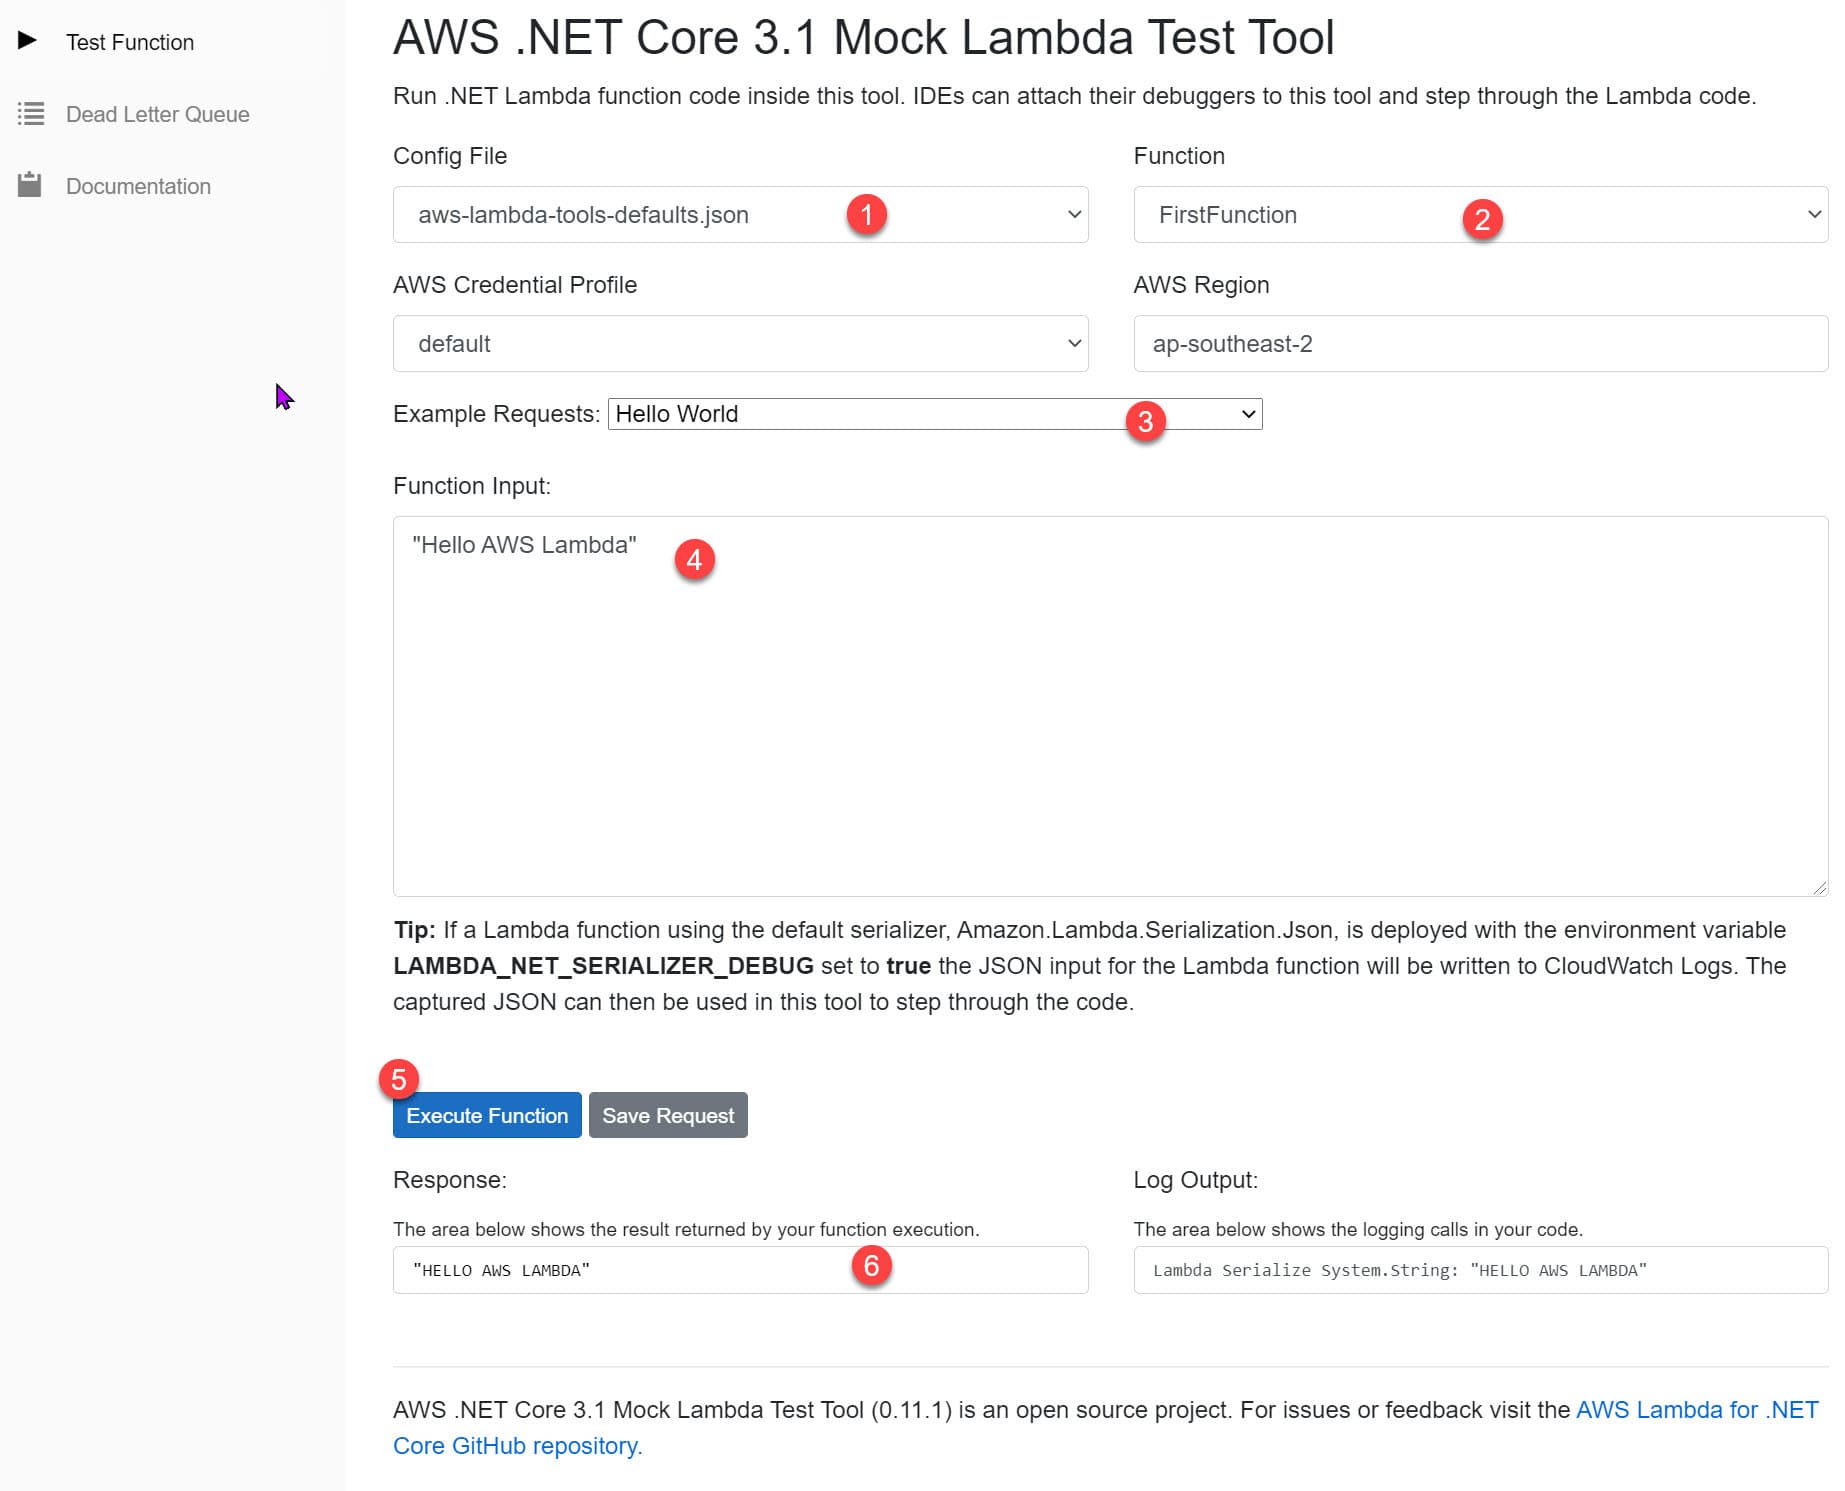 Test Function
Dead Letter Queue
Documentation
AWS .NET Core 3.1 Mock Lambda Test Tool
Run .NET Lambda function code inside this tool. IDEs can attach their debuggers to this tool and step through the Lambda code.
Config File
Function
aws-lambda-tools-defaults.json
1
FirstFunction
2
AWS Credential Profile
AWS Region
default
ap-southeast-2
Example Requests: Hello World
3
Function Input:
"Hello AWS Lambda"
4
Tip: If a Lambda function using the default serializer, Amazon.Lambda.Serialization.Json, is deployed with the environment variable
LAMBDA_NET_SERIALIZER_DEBUG set to true the JSON input for the Lambda function will be written to CloudWatch Logs. The
captured JSON can then be used in this tool to step through the code.
5
Execute Function
Save Request
Response:
Log Output:
The area below shows the result returned by your function execution.
The area below shows the logging calls in your code.
"HELLO AWS LAMBDA"
6
Lambda Serialize System.String: "HELLO AWS LAMBDA"
AWS .NET Core 3.1 Mock Lambda Test Tool (0.11.1) is an open source project. For issues or feedback visit the AWS Lambda for .NET
Core GitHub repository.